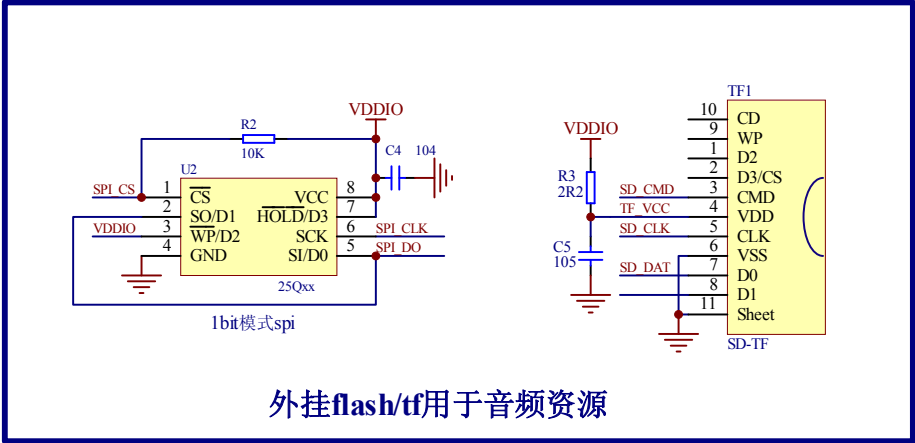 TF1
10 CD
VDDIO
R2
9 WP
VDDIO
10K
C4 104
1 D2
U2
2 D3/CS
R3
2R2
SPI_CS 1 CS VCC 8
SD_CMD 3 CMD
2 SO/D1 HOLD/D3 7
TF_VCC 4 VDD
VDDIO 3 WP/D2 SCK 6 SPI_CLK
SD_CLK 5 CLK
4 GND SI/D0 5 SPI_DO
C5
105
6 VSS
SD_DAT 7 D0
25Qxx
8 D1
11 Sheet
1bit模式spi
SD-TF
外挂flash/tf用于音频资源